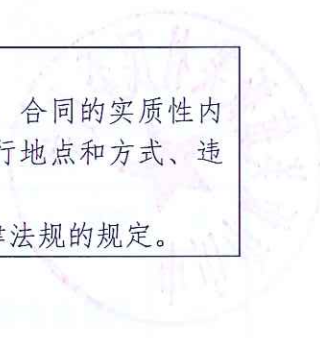 合同的实质性内
行地点和方式、违
法规的规定。